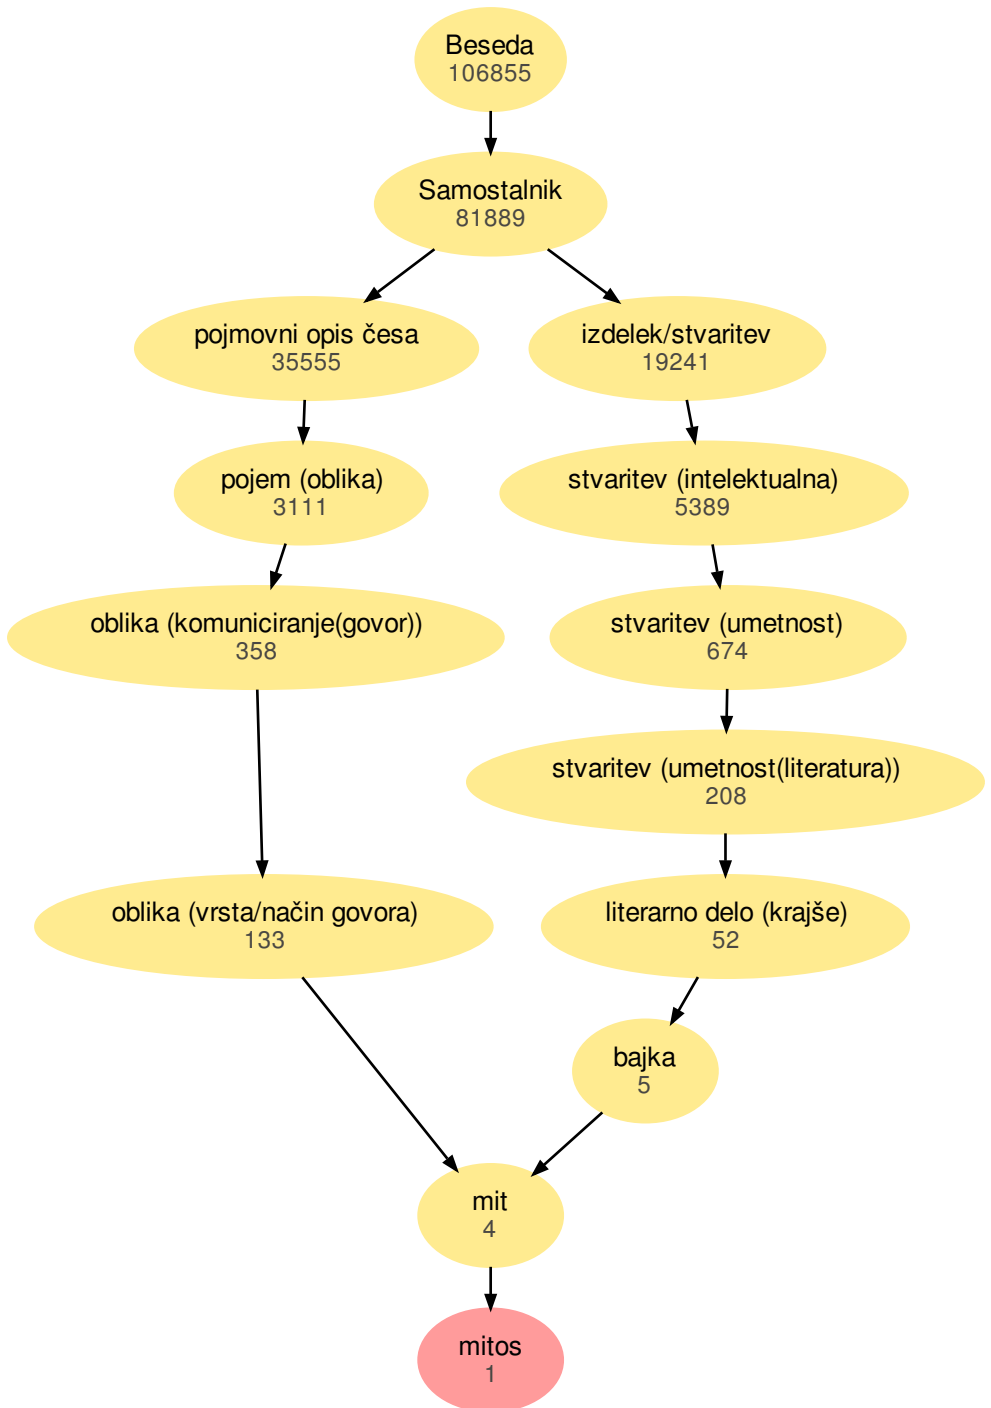 Beseda
106855
Samostalnik
81889
pojmovni opis česa
35555
izdelek/stvaritev
19241
pojem (oblika)
3111
stvaritev (intelektualna)
5389
oblika (komuniciranje(govor))
358
stvaritev (umetnost)
674
stvaritev (umetnost(literatura))
208
oblika (vrsta/način govora)
133
literarno delo (krajše)
52
bajka
5
mit
4
mitos
1